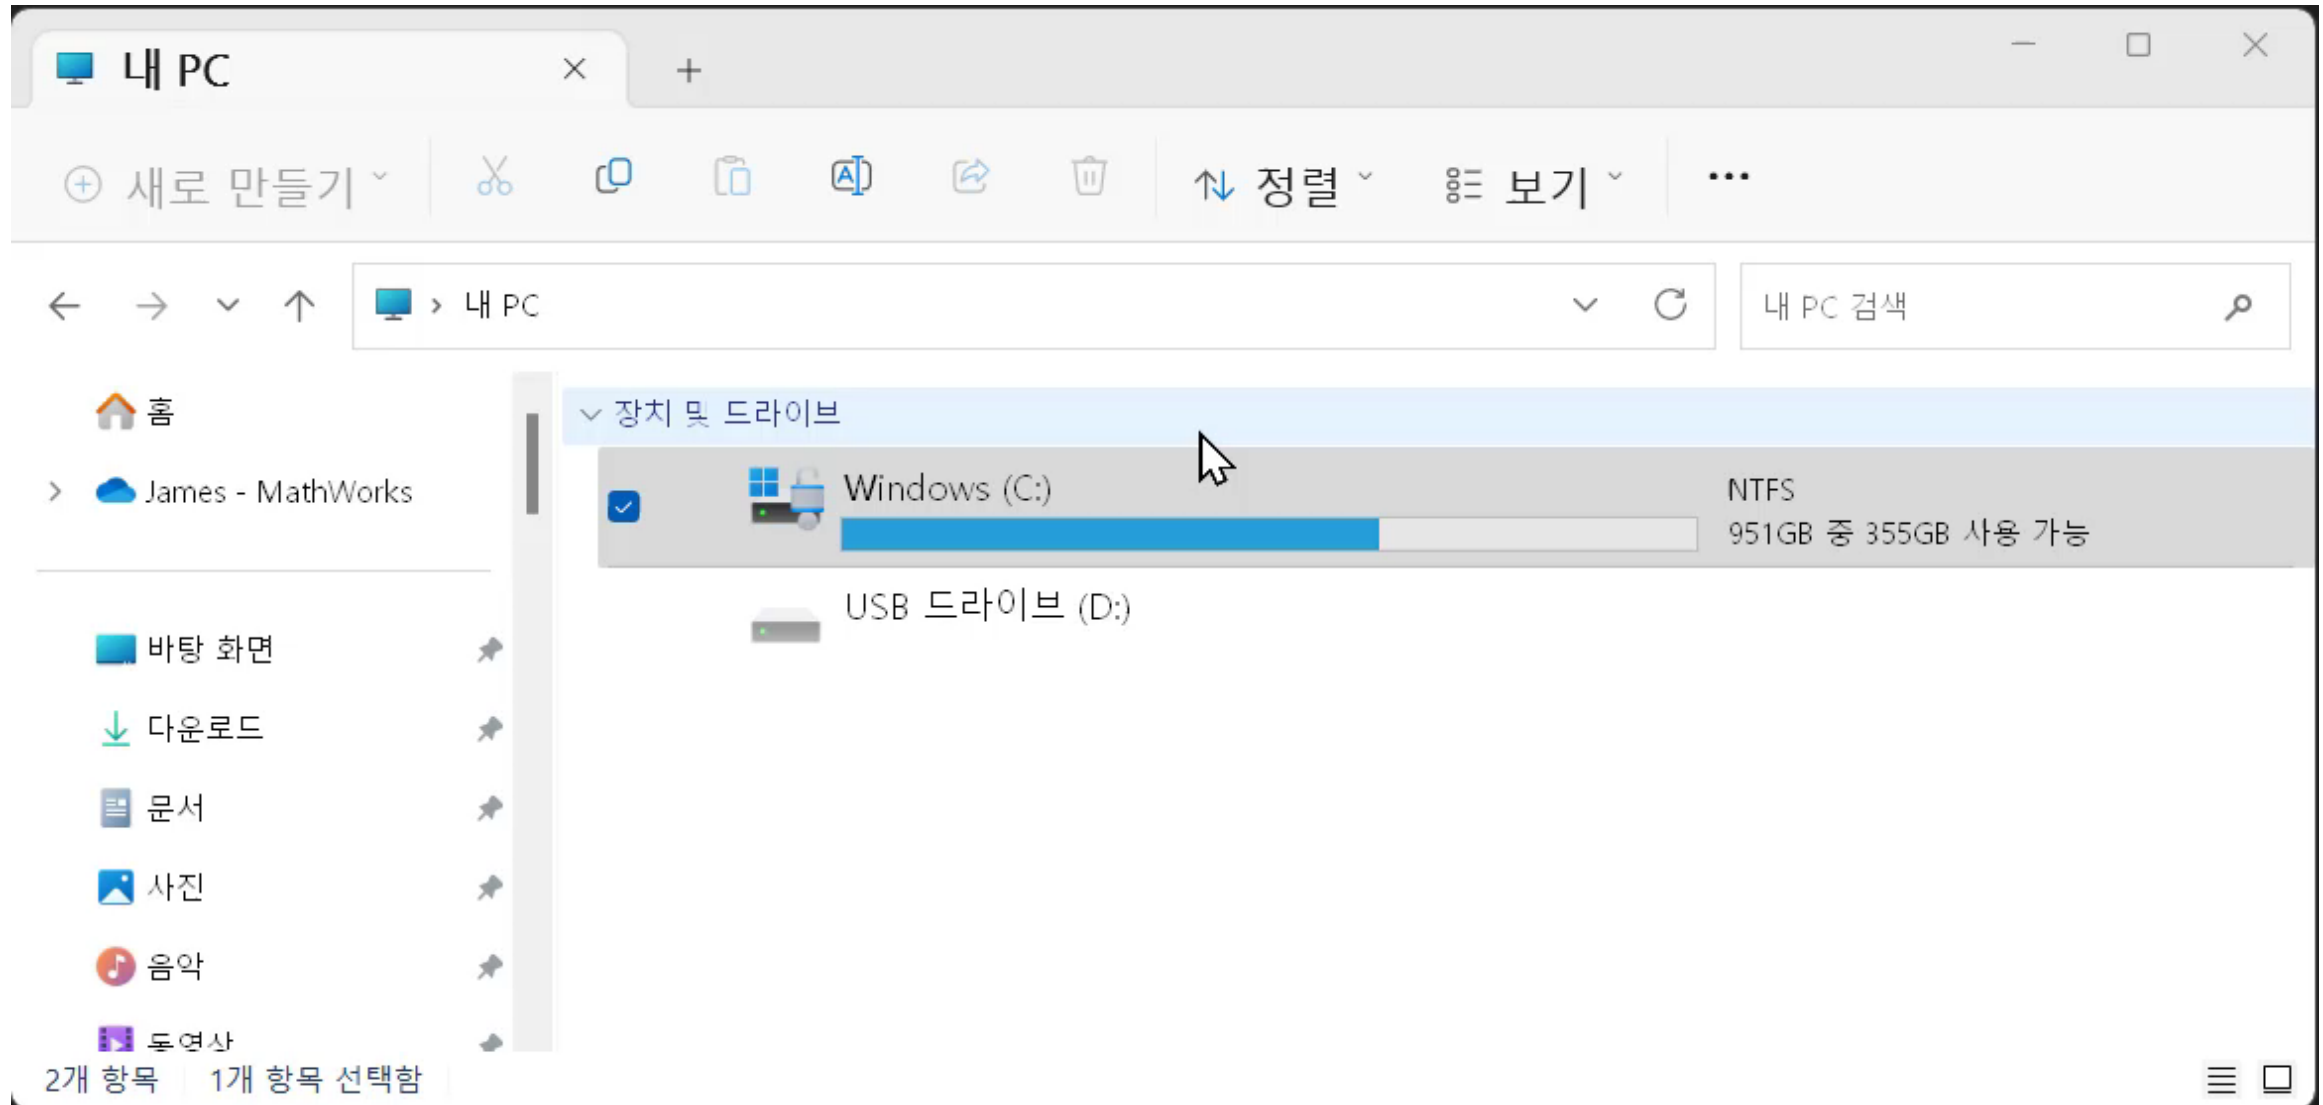 내 PC
새로 만들기
정렬
보기
내 PC
내 PC 검색
홈
James - MathWorks
바탕 화면
다운로드
문서
사진
음악
동영상
장치 및 드라이브
Windows (C:)
NTFS
951GB 중 355GB 사용 가능
USB 드라이브 (D:)
2개 항목
1개 항목 선택함